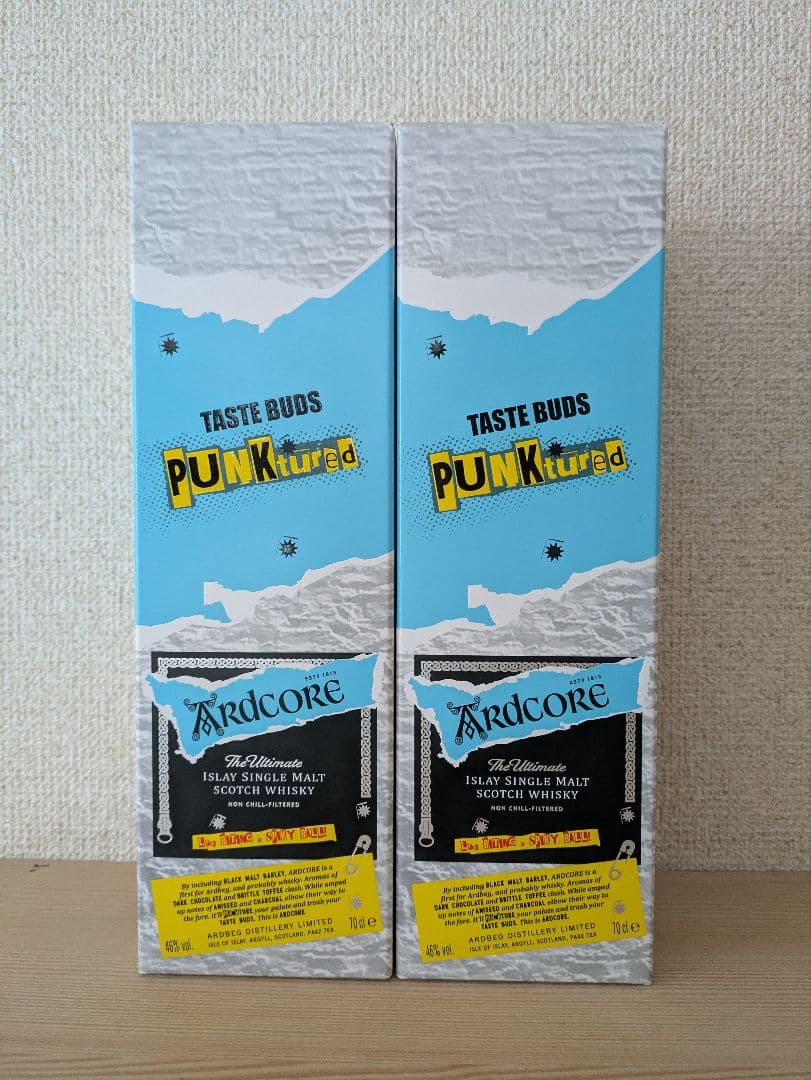 TASTE BUDS
PUNKtured
ESTD 1815
ARDCORE
The Ultimate
ISLAY SINGLE MALT
SCOTCH WHISKY
NON CHILL-FILTERED
LIKE BITING a SPIKY BALL!
By including BLACK MALT BARLEY, ARDCORE is a
first for Ardbeg, and probably whisky. Aromas of
DARK CHOCOLATE and BRITTLE TOFFEE clash. While amped
up notes of ANISEED and CHARCOAL elbow their way to
the fore. It'll PUNKTURE your palate and trash your
TASTE BUDS. This is ARDCORE.
46% vol.
ARDBEG DISTILLERY LIMITED
ISLE OF ISLAY, ARGYLL, SCOTLAND, PA42 7EA
70 cl e
TASTE BUDS
PUNKtured
ESTD 1815
ARDCORE
The Ultimate
ISLAY SINGLE MALT
SCOTCH WHISKY
NON CHILL-FILTERED
LIKE BITING a SPIKY BALL!
By including BLACK MALT BARLEY, ARDCORE is a
first for Ardbeg, and probably whisky. Aromas of
DARK CHOCOLATE and BRITTLE TOFFEE clash. While amped
up notes of ANISEED and CHARCOAL elbow their way to
the fore. It'll PUNKTURE your palate and trash your
TASTE BUDS. This is ARDCORE.
46% vol.
ARDBEG DISTILLERY LIMITED
ISLE OF ISLAY, ARGYLL, SCOTLAND, PA42 7EA
70 cl e